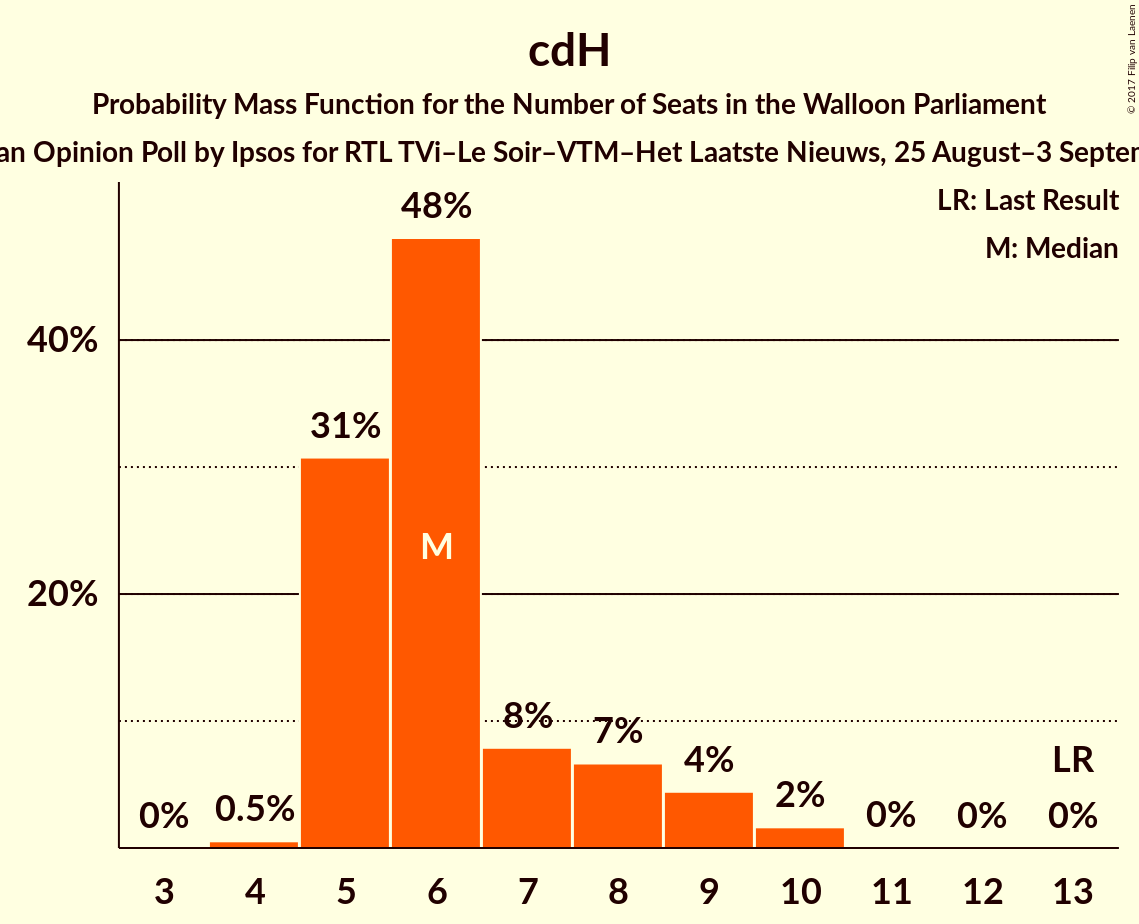 cdH
Probability Mass Function for the Number of Seats in the Walloon Parliament
an Opinion Poll by Ipsos for RTL TVi–Le Soir–VTM–Het Laatste Nieuws, 25 August–3 Septem
© 2017 Filip van Laenen
LR: Last Result
M: Median
48%
40%
31%
M
20%
8%
7%
4%
LR
2%
0%
0.5%
0%
0%
0%
3 4 5 6 7 8 9 10 11 12 13